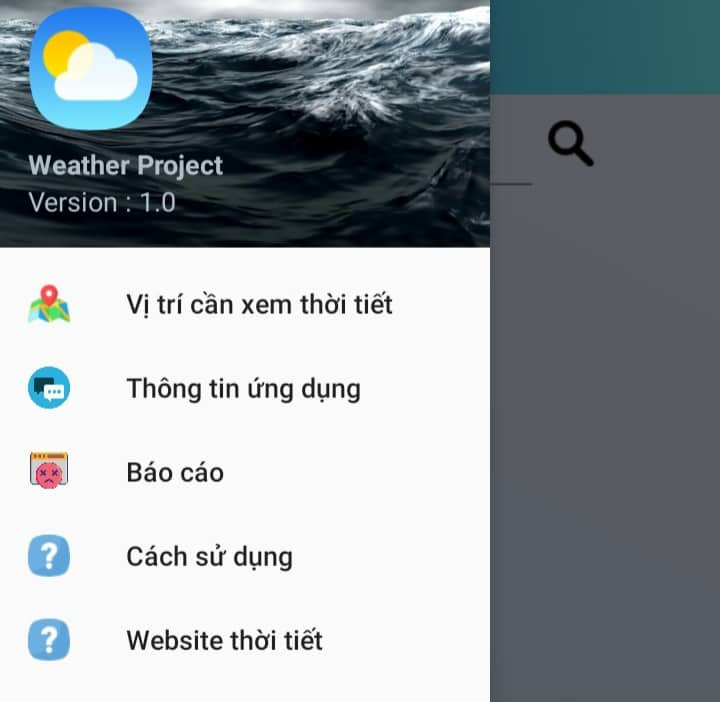 Weather Project
Version : 1.0
Vị trí cần xem thời tiết
Thông tin ứng dụng
Báo cáo
Cách sử dụng
Website thời tiết